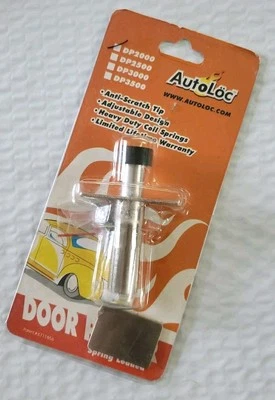 DP2000
DP2500
DP3000
DP3500
AutoLoc
WWW.AUTOLOC.COM
•Anti-Scratch Tip
•Adjustable Design
•Heavy Duty Coil Springs
•Limited Lifetime Warranty
DOOR
Spring Loaded